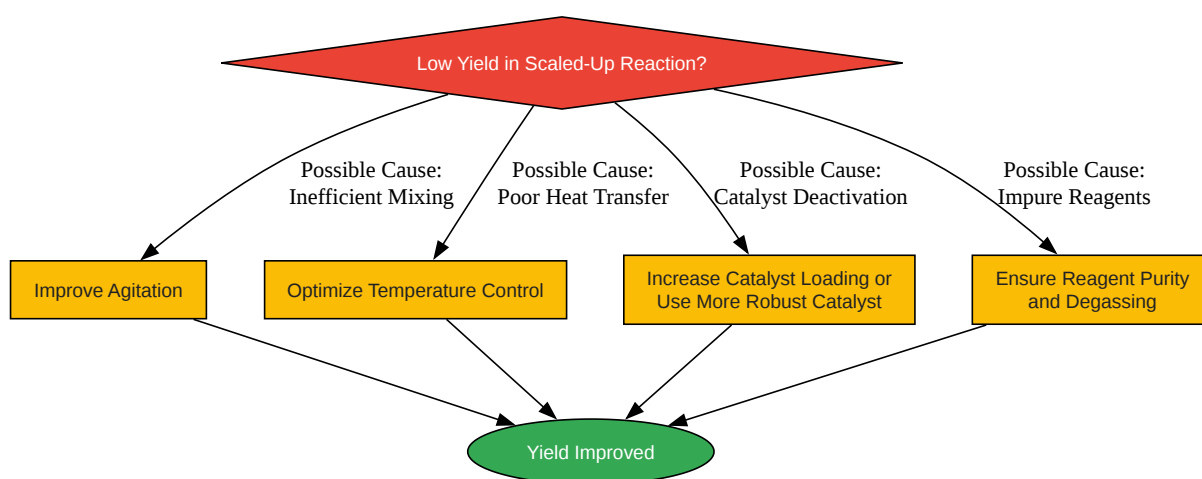 Low Yield in Scaled-Up Reaction?
Possible Cause:
Inefficient Mixing
Possible Cause:
Poor Heat Transfer
Possible Cause:
Catalyst Deactivation
Possible Cause:
Impure Reagents
Improve Agitation
Optimize Temperature Control
Increase Catalyst Loading or
Use More Robust Catalyst
Ensure Reagent Purity
and Degassing
Yield Improved